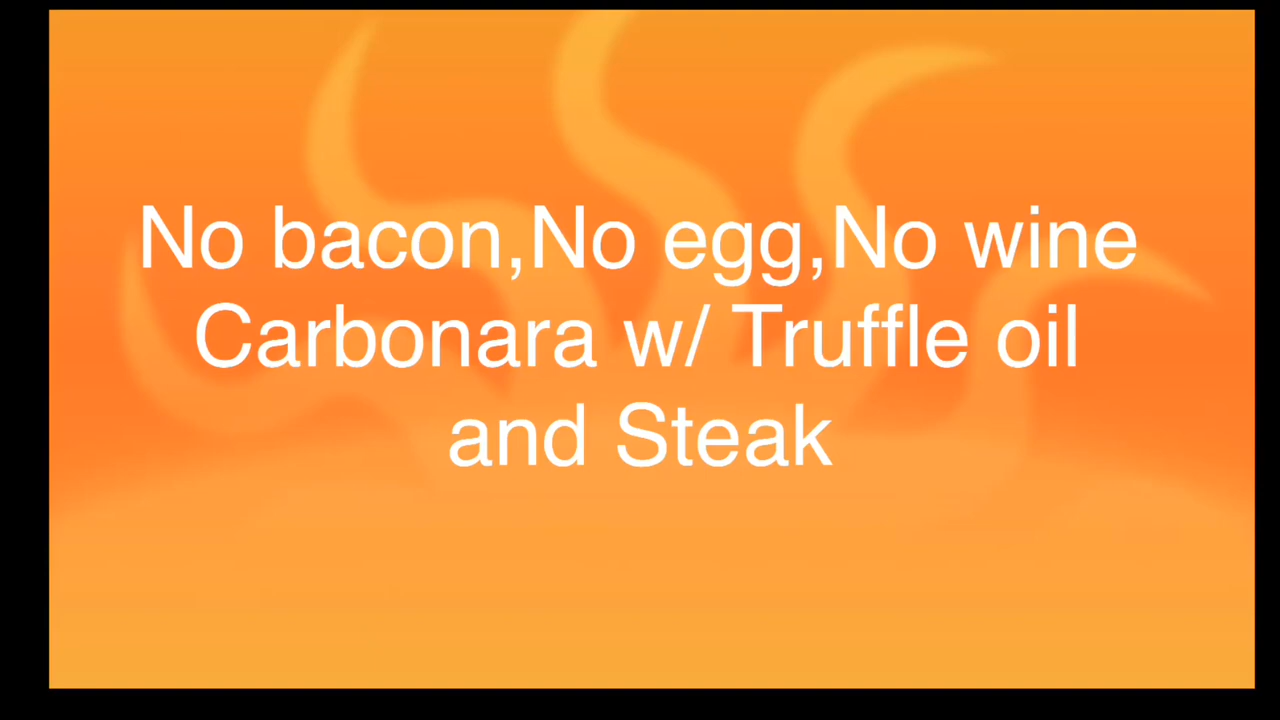 No bacon,No egg,No wine
Carbonara w/ Truffle oil
and Steak